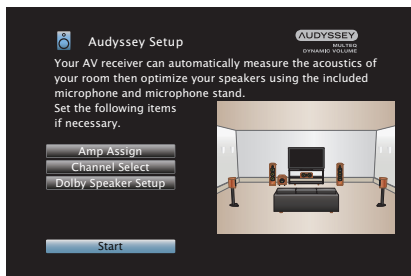 Audyssey Setup
AUDYSSEY
MULTEQ
DYNAMIC VOLUME
Your AV receiver can automatically measure the acoustics of
your room then optimize your speakers using the included
microphone and microphone stand.
Set the following items
if necessary.
Amp Assign
Channel Select
Dolby Speaker Setup
Start